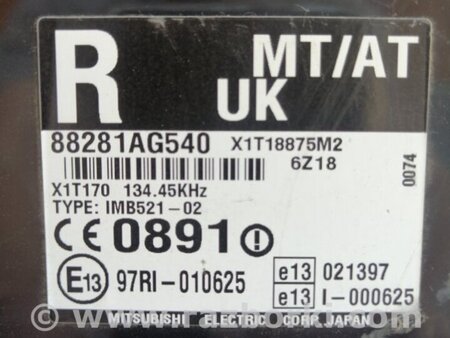 R MT/AT
UK
88281AG540 X1T18875M2
6Z18
0074
X1T170 134.45KHz
TYPE: IMB521-02
CE 0891
E13 97RI-010625
e13 021397
e13 I-000625
MITSUBISHI ELECTRIC CORP. JAPAN